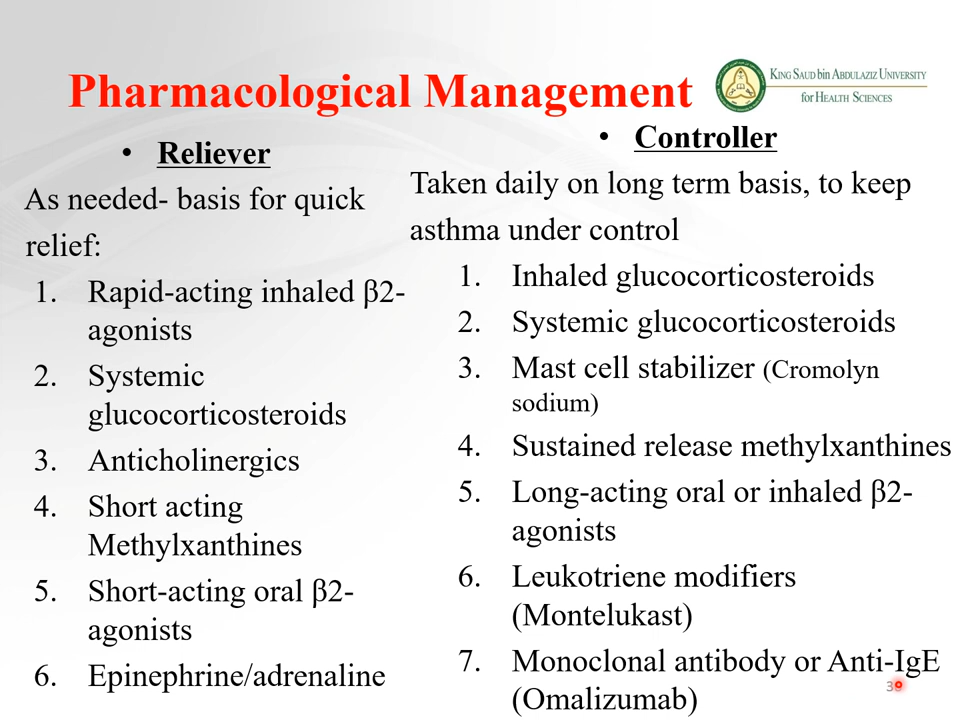 Pharmacological Management
KING SAUD bin ABDULAZIZ UNIVERSITY
for HEALTH SCIENCES
• Reliever
As needed- basis for quick
relief:
1. Rapid-acting inhaled β2-
agonists
2. Systemic
glucocorticosteroids
3. Anticholinergics
4. Short acting
Methylxanthines
5. Short-acting oral β2-
agonists
6. Epinephrine/adrenaline
• Controller
Taken daily on long term basis, to keep
asthma under control
1. Inhaled glucocorticosteroids
2. Systemic glucocorticosteroids
3. Mast cell stabilizer (Cromolyn
sodium)
4. Sustained release methylxanthines
5. Long-acting oral or inhaled β2-
agonists
6. Leukotriene modifiers
(Montelukast)
7. Monoclonal antibody or Anti-IgE
(Omalizumab)